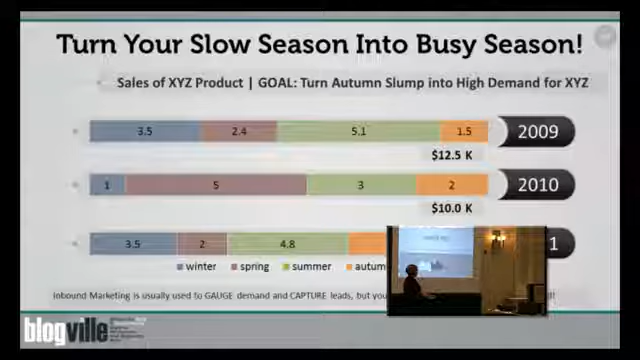 Turn Your Slow Season Into Busy Season!
Sales of XYZ Product | GOAL: Turn Autumn Slump into High Demand for XYZ
3.5 2.4 5.1 1.5 2009
$12.5 K
1 5 3 2 2010
$10.0 K
3.5 2 4.8 1
winter spring summer autum
Inbound Marketing is usually used to GAUGE demand and CAPTURE leads, but you
blogville